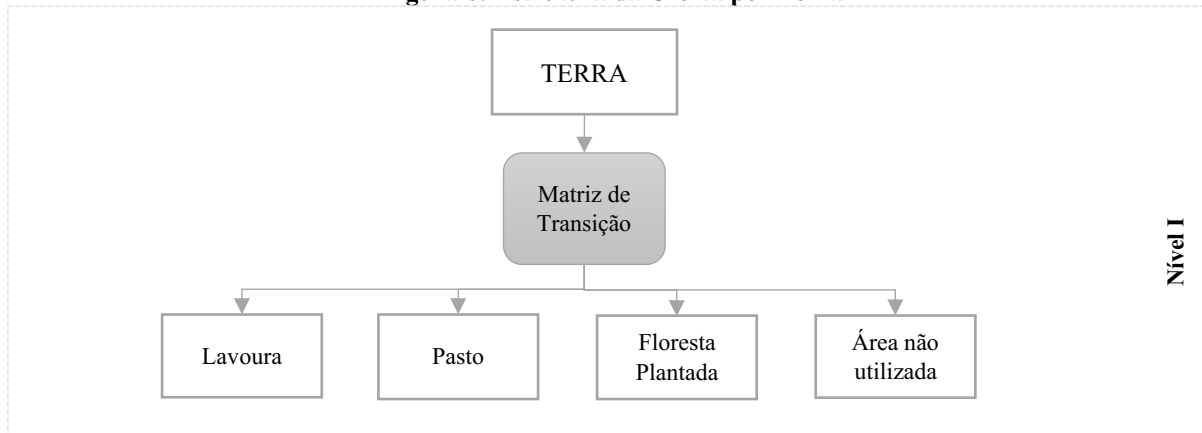 TERRA
Matriz de
Transição
Nível I
Lavoura
Pasto
Floresta
Plantada
Área não
utilizada